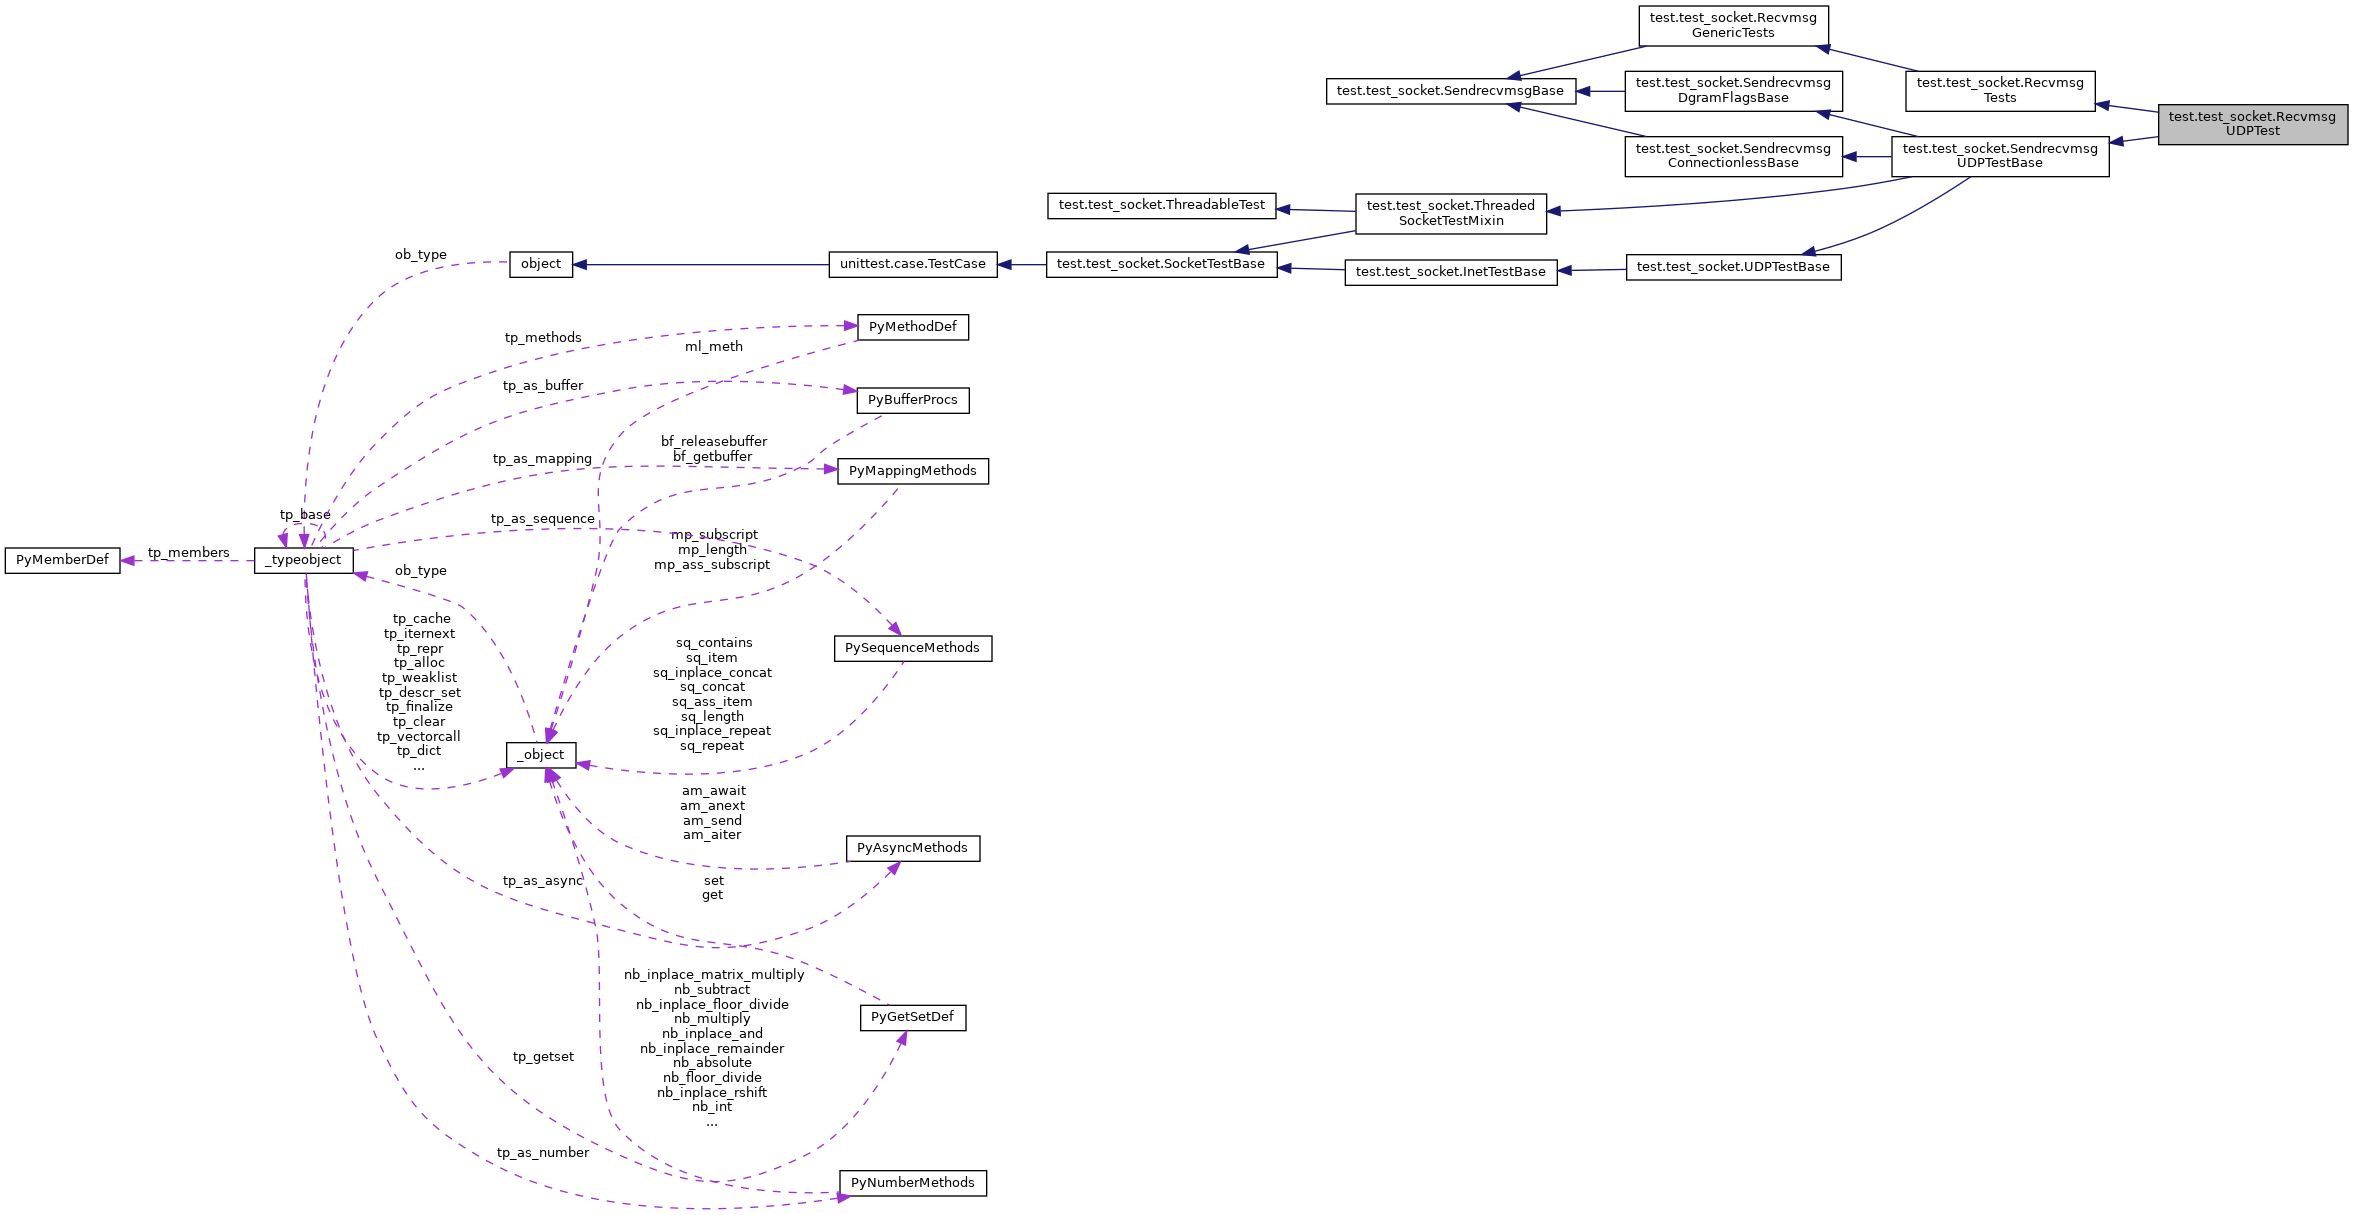 test.test_socket.Recvmsg
GenericTests
test.test_socket.SendrecvmsgBase
test.test_socket.Sendrecvmsg
DgramFlagsBase
test.test_socket.Recvmsg
Tests
test.test_socket.Recvmsg
UDPTest
test.test_socket.Sendrecvmsg
ConnectionlessBase
test.test_socket.Sendrecvmsg
UDPTestBase
test.test_socket.ThreadableTest
test.test_socket.Threaded
SocketTestMixin
ob_type
object
unittest.case.TestCase
test.test_socket.SocketTestBase
test.test_socket.InetTestBase
test.test_socket.UDPTestBase
tp_methods
ml_meth
PyMethodDef
tp_as_buffer
PyBufferProcs
tp_as_mapping
bf_releasebuffer
bf_getbuffer
PyMappingMethods
tp_base
tp_as_sequence
mp_subscript
mp_length
mp_ass_subscript
PyMemberDef
tp_members
_typeobject
ob_type
tp_cache
tp_iternext
tp_repr
tp_alloc
tp_weaklist
tp_descr_set
tp_finalize
tp_clear
tp_vectorcall
tp_dict
...
sq_contains
sq_item
sq_inplace_concat
sq_concat
sq_ass_item
sq_length
sq_inplace_repeat
sq_repeat
PySequenceMethods
_object
am_await
am_anext
am_send
am_aiter
PyAsyncMethods
tp_as_async
set
get
nb_inplace_matrix_multiply
nb_subtract
nb_inplace_floor_divide
nb_multiply
nb_inplace_and
nb_inplace_remainder
nb_absolute
nb_floor_divide
nb_inplace_rshift
nb_int
...
PyGetSetDef
tp_getset
tp_as_number
PyNumberMethods